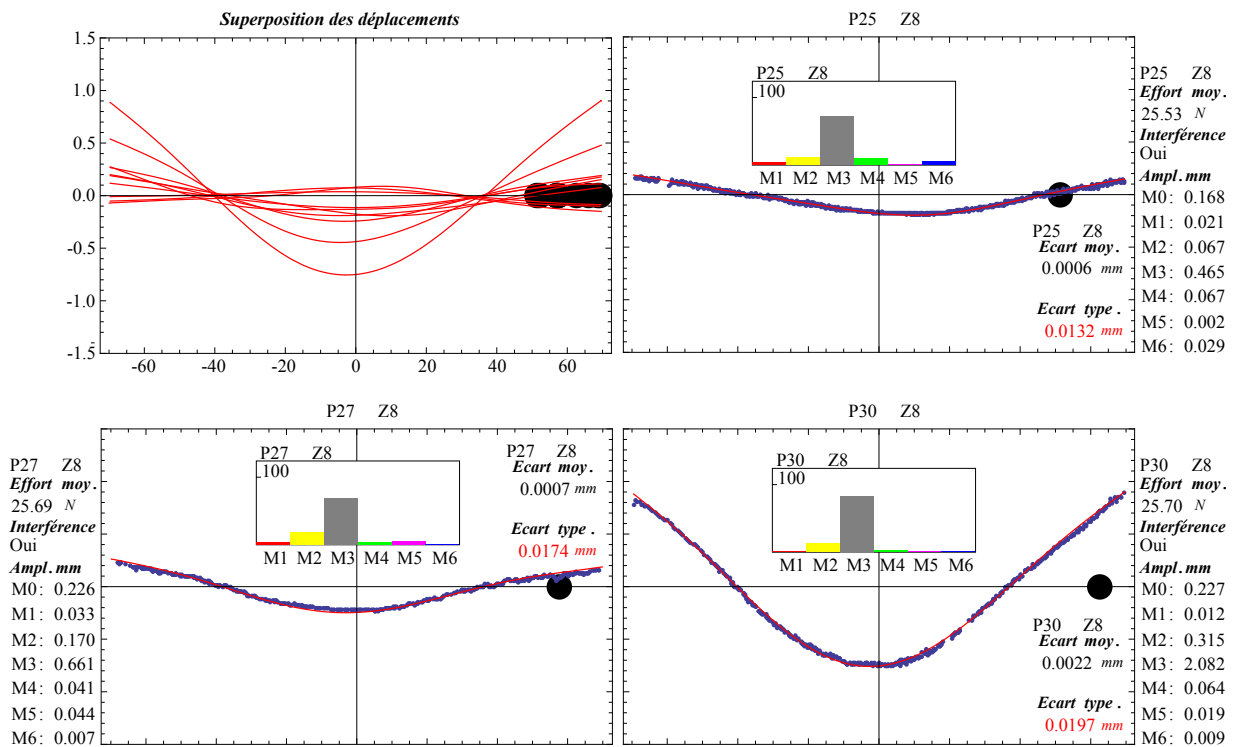 Superposition des déplacements
1.5
1.0
0.5
0.0
-0.5
-1.0
-1.5
-60 -40 -20 0 20 40 60
P25 Z8
P25 Z8
100
M1 M2 M3 M4 M5 M6
P25 Z8
Ecart moy.
0.0006 mm
Ecart type.
0.0132 mm
P25 Z8
Effort moy.
25.53 N
Interférence
Oui
Ampl.mm
M0: 0.168
M1: 0.021
M2: 0.067
M3: 0.465
M4: 0.067
M5: 0.002
M6: 0.029
P27 Z8
P27 Z8
Effort moy.
25.69 N
Interférence
Oui
Ampl.mm
M0: 0.226
M1: 0.033
M2: 0.170
M3: 0.661
M4: 0.041
M5: 0.044
M6: 0.007
P27 Z8
100
M1 M2 M3 M4 M5 M6
P27 Z8
Ecart moy.
0.0007 mm
Ecart type.
0.0174 mm
P30 Z8
P30 Z8
100
M1 M2 M3 M4 M5 M6
P30 Z8
Ecart moy.
0.0022 mm
Ecart type.
0.0197 mm
P30 Z8
Effort moy.
25.70 N
Interférence
Oui
Ampl.mm
M0: 0.227
M1: 0.012
M2: 0.315
M3: 2.082
M4: 0.064
M5: 0.019
M6: 0.009